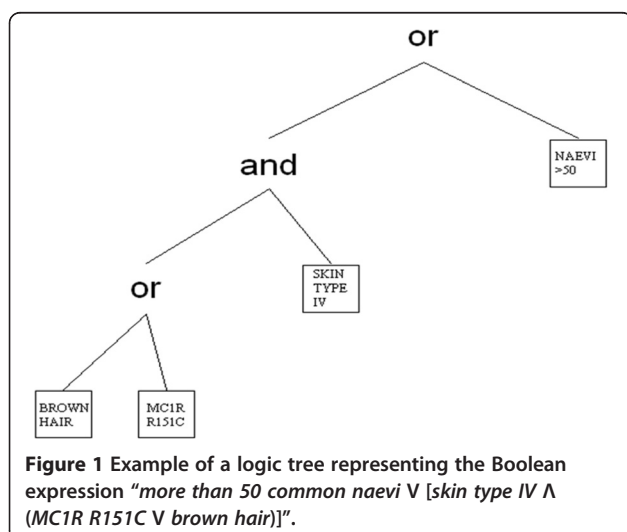 or
and
NAEVI
>50
or
SKIN
TYPE
IV
BROWN
HAIR
MC1R
R151C
Figure 1 Example of a logic tree representing the Boolean
expression “more than 50 common naevi V [skin type IV Λ
(MC1R R151C V brown hair)]”.